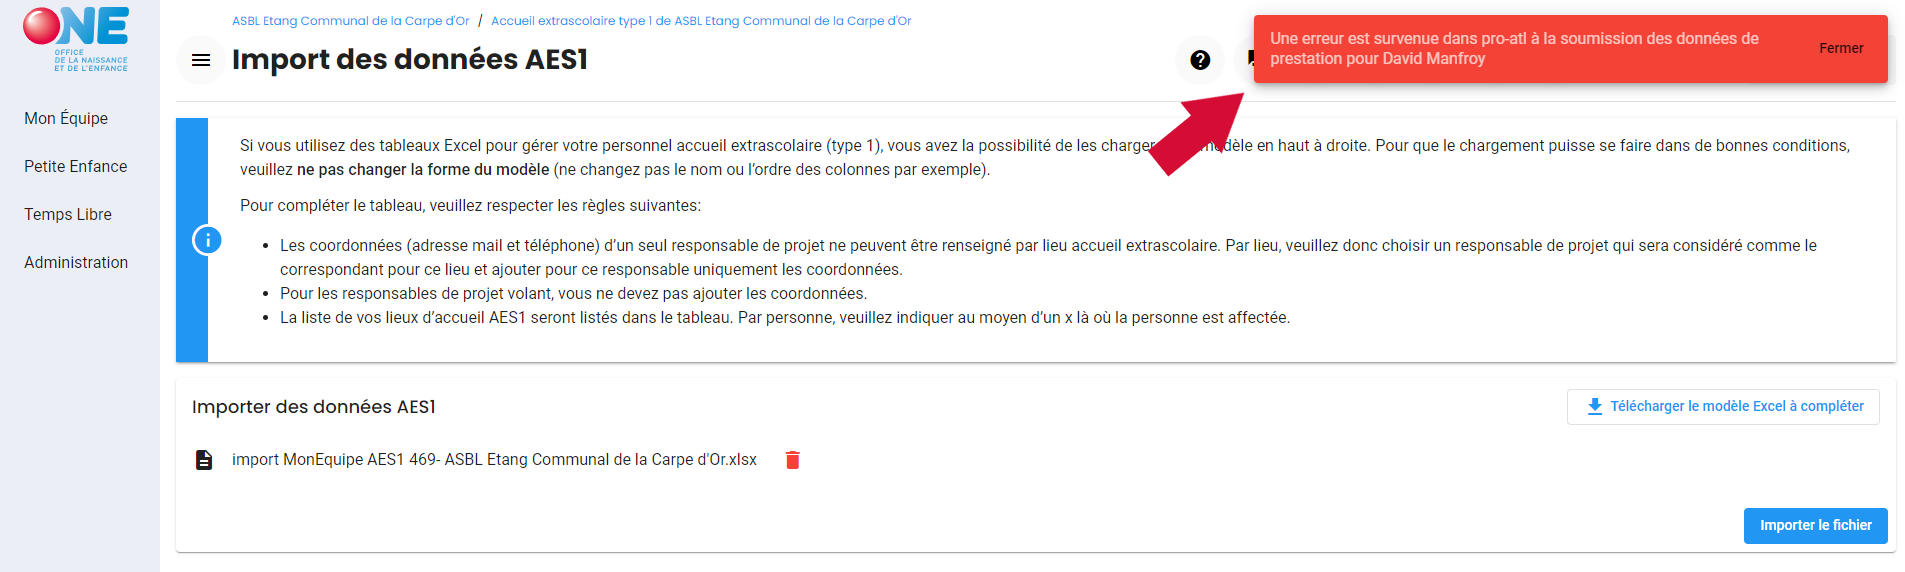 ONE
OFFICE
DE LA NAISSANCE
ET DE L'ENFANCE
Mon Équipe
Petite Enfance
Temps Libre
Administration
ASBL Etang Communal de la Carpe d'Or / Accueil extrascolaire type 1 de ASBL Etang Communal de la Carpe d'Or
Import des données AES1
Une erreur est survenue dans pro-atl à la soumission des données de
prestation pour David Manfroy
Fermer
Si vous utilisez des tableaux Excel pour gérer votre personnel accueil extrascolaire (type 1), vous avez la possibilité de les charger en haut à droite. Pour que le chargement puisse se faire dans de bonnes conditions,
veuillez ne pas changer la forme du modèle (ne changez pas le nom ou l'ordre des colonnes par exemple).
Pour compléter le tableau, veuillez respecter les règles suivantes:
• Les coordonnées (adresse mail et téléphone) d'un seul responsable de projet ne peuvent être renseigné par lieu accueil extrascolaire. Par lieu, veuillez donc choisir un responsable de projet qui sera considéré comme le
correspondant pour ce lieu et ajouter pour ce responsable uniquement les coordonnées.
• Pour les responsables de projet volant, vous ne devez pas ajouter les coordonnées.
• La liste de vos lieux d'accueil AES1 seront listés dans le tableau. Par personne, veuillez indiquer au moyen d'un x là où la personne est affectée.
Importer des données AES1
Télécharger le modèle Excel à compléter
import MonEquipe AES1 469- ASBL Etang Communal de la Carpe d'Or.xlsx
Importer le fichier